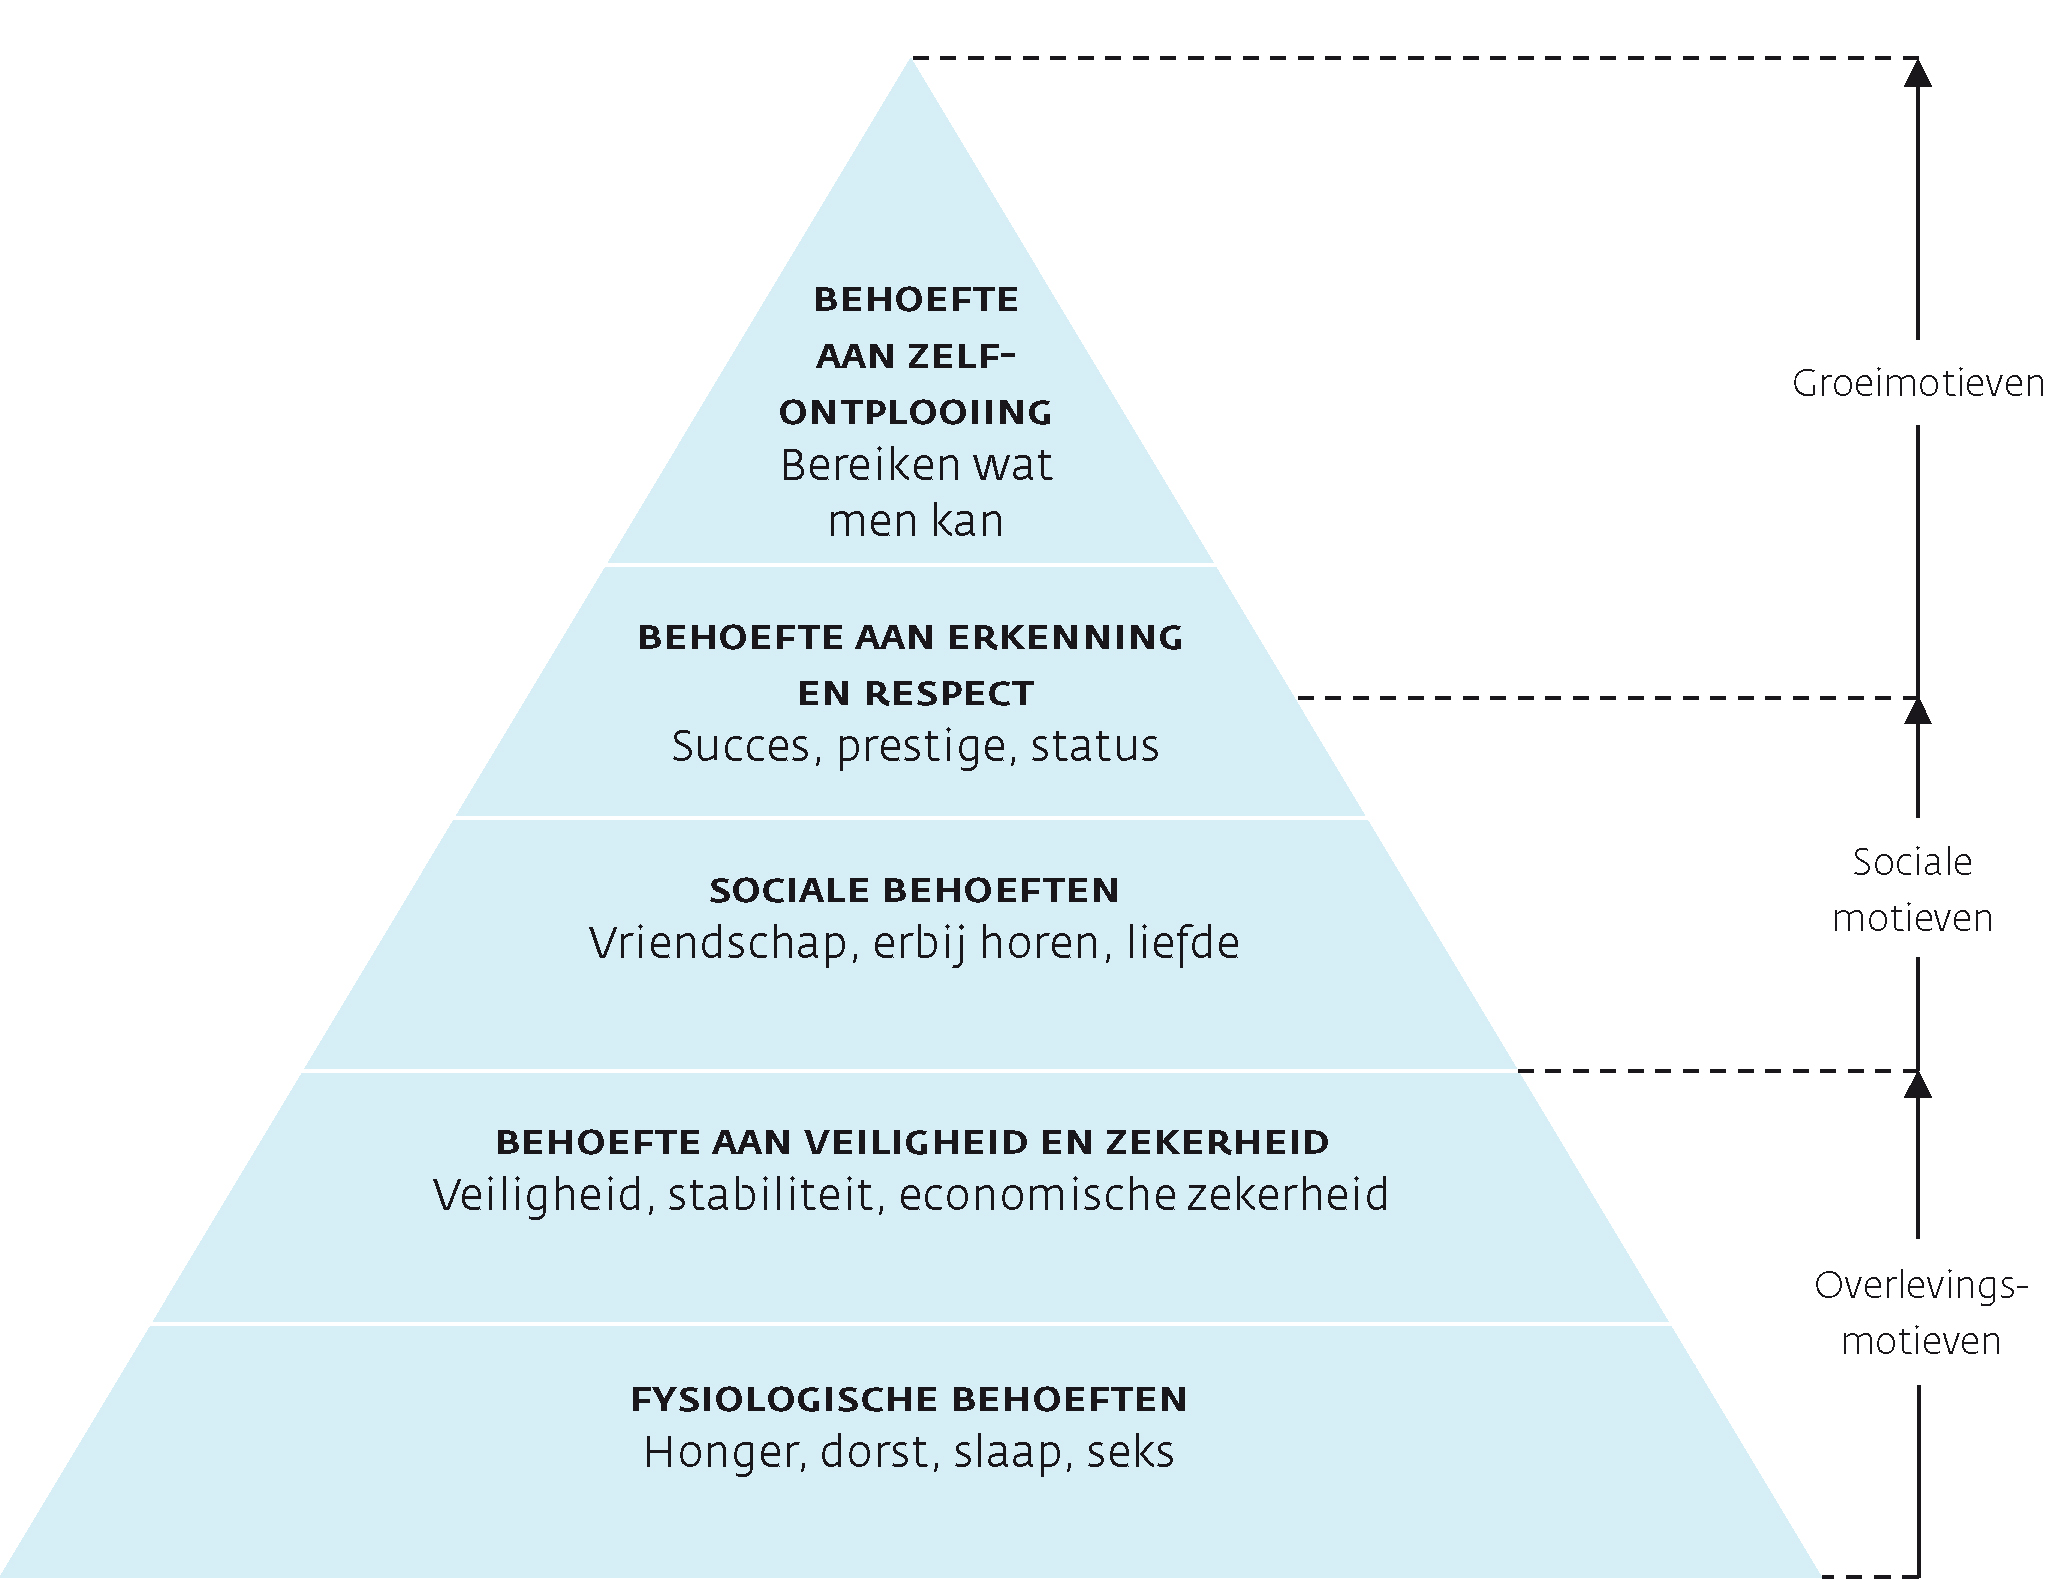 BEHOEFTE
AAN ZELF-
ONTPLOOIING
Bereiken wat
men kan
BEHOEFTE AAN ERKENNING
EN RESPECT
Succes, prestige, status
SOCIALE BEHOEFTEN
Vriendschap, erbij horen, liefde
BEHOEFTE AAN VEILIGHEID EN ZEKERHEID
Veiligheid, stabiliteit, economische zekerheid
FYSIOLOGISCHE BEHOEFTEN
Honger, dorst, slaap, seks
Groeimotieven
Sociale
motieven
Overlevings-
motieven